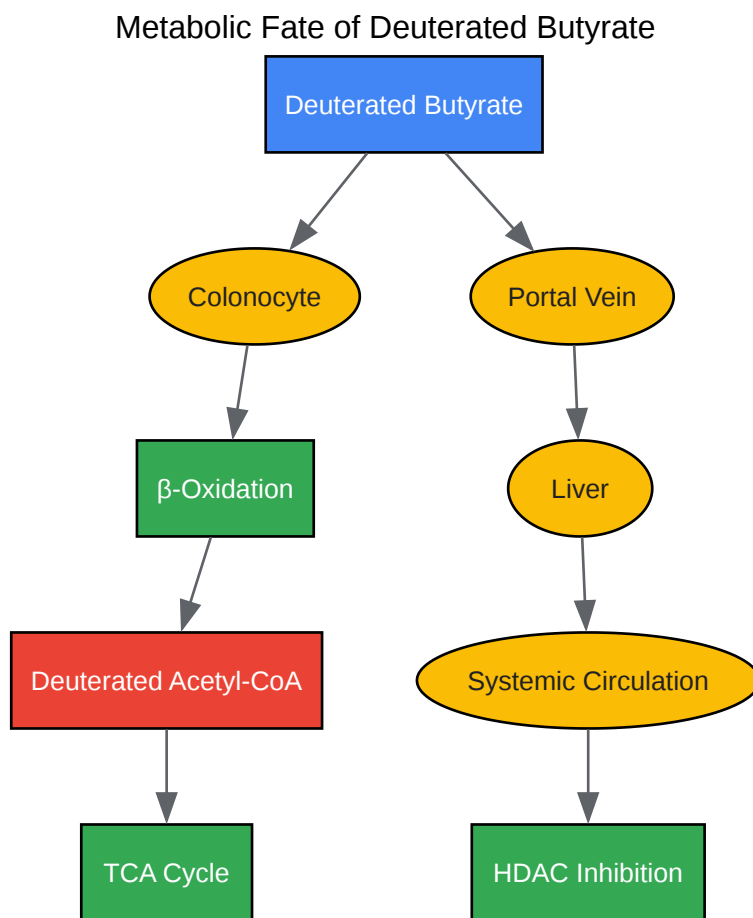 Metabolic Fate of Deuterated Butyrate
Deuterated Butyrate
Colonocyte
Portal Vein
β-Oxidation
Liver
Deuterated Acetyl-CoA
Systemic Circulation
TCA Cycle
HDAC Inhibition